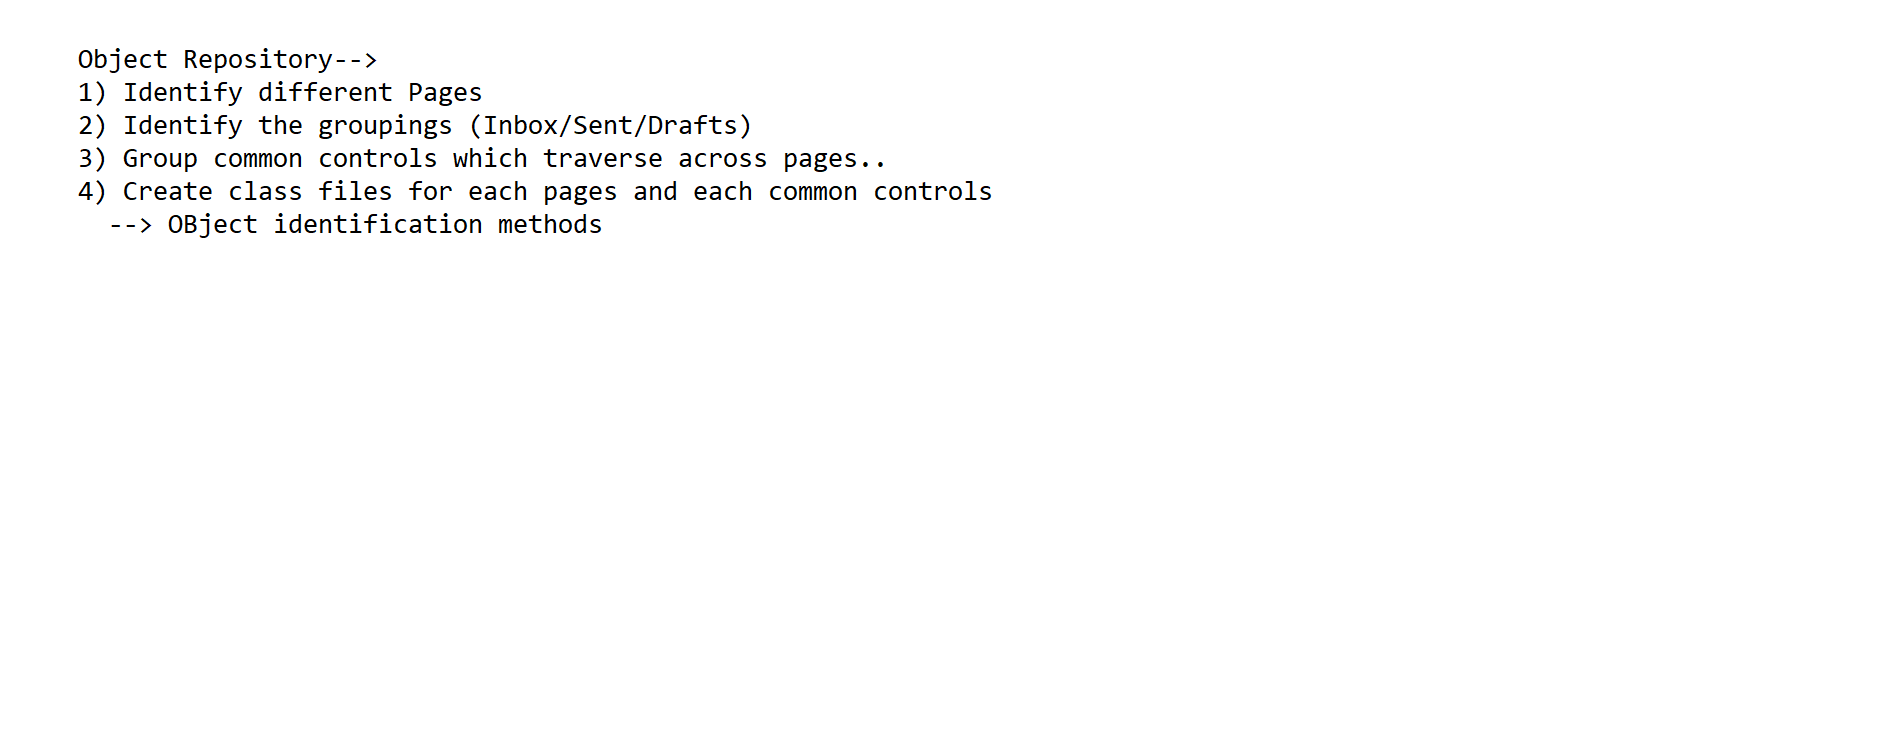 Object Repository-->
1) Identify different Pages
2) Identify the groupings (Inbox/Sent/Drafts)
3) Group common controls which traverse across pages..
4) Create class files for each pages and each common controls
--> OBject identification methods